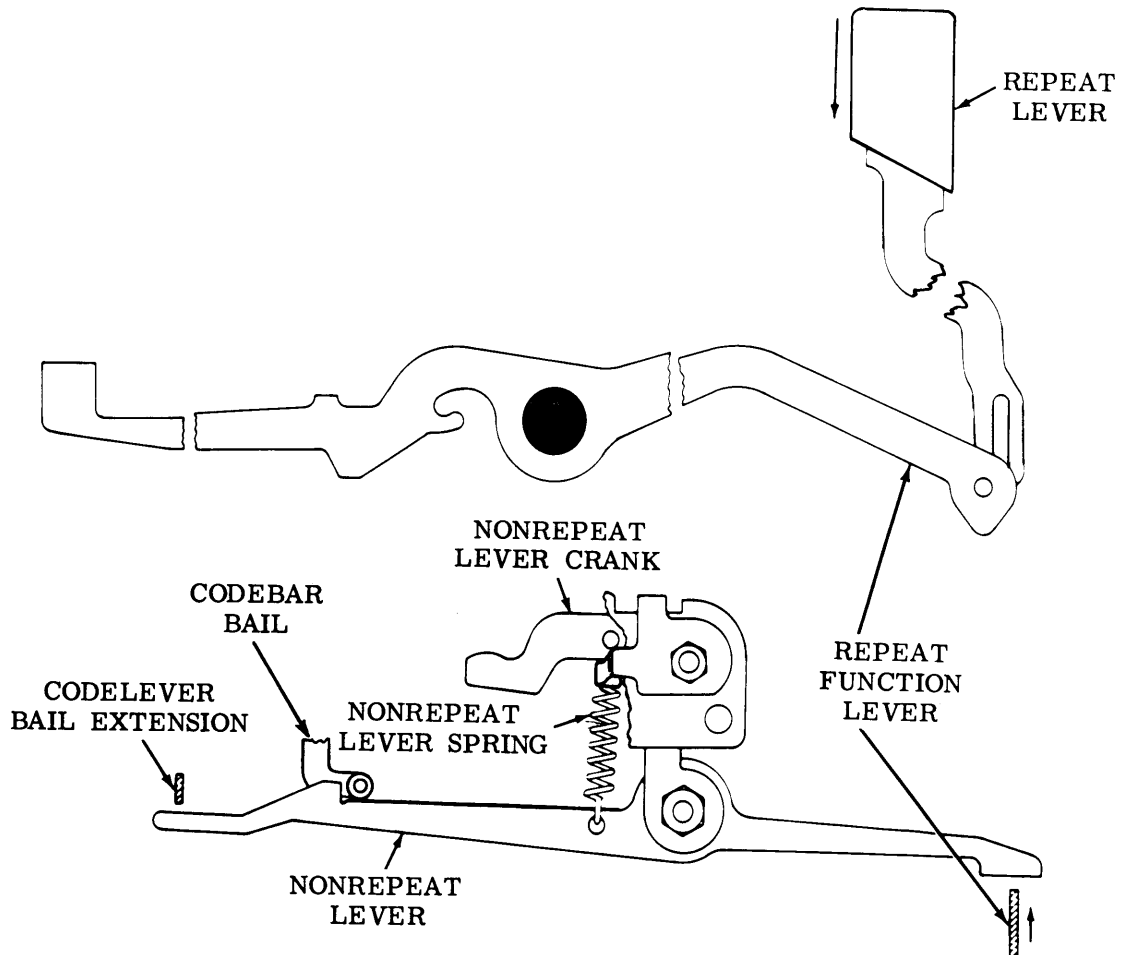 REPEAT
LEVER
NONREPEAT
LEVER CRANK
CODEBAR
BAIL
REPEAT
FUNCTION
LEVER
CODELEVER
BAIL EXTENSION
NONREPEAT
LEVER SPRING
NONREPEAT
LEVER